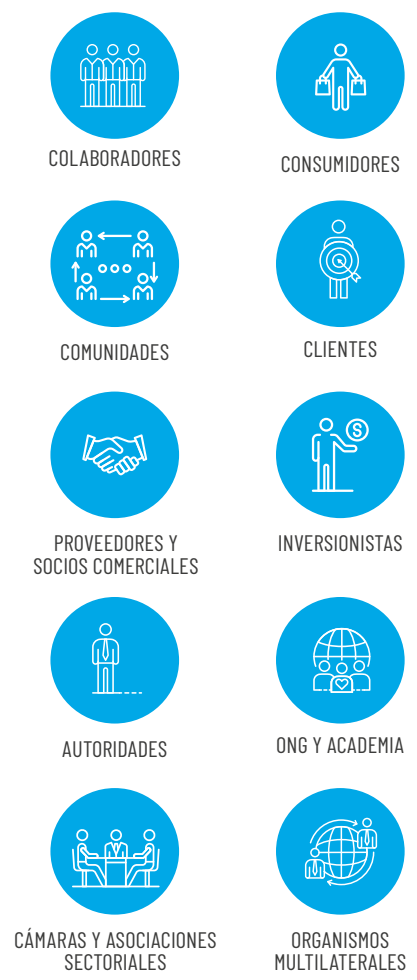 COLABORADORES
CONSUMIDORES
COMUNIDADES
CLIENTES
PROVEEDORES Y
SOCIOS COMERCIALES
INVERSIONISTAS
AUTORIDADES
ONG Y ACADEMIA
CÁMARAS Y ASOCIACIONES
SECTORIALES
ORGANISMOS
MULTILATERALES